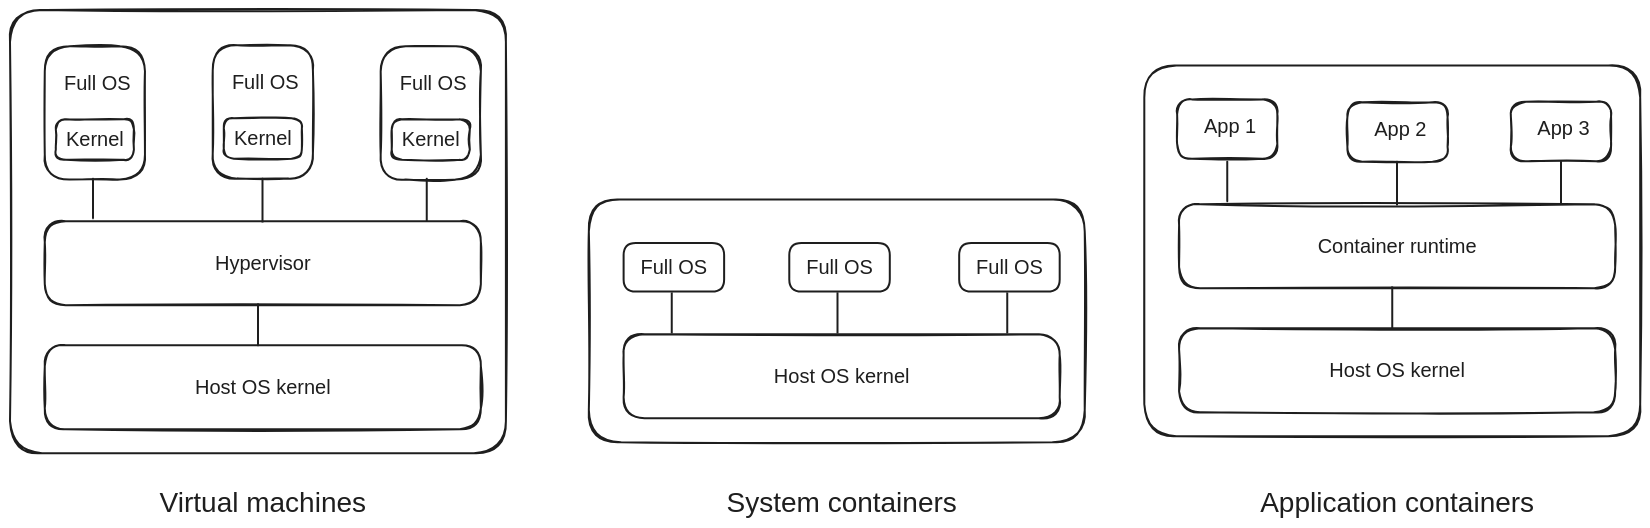 Full OS
Kernel
Full OS
Kernel
Full OS
Kernel
Hypervisor
Host OS kernel
Virtual machines
Full OS
Full OS
Full OS
Host OS kernel
System containers
App 1
App 2
App 3
Container runtime
Host OS kernel
Application containers